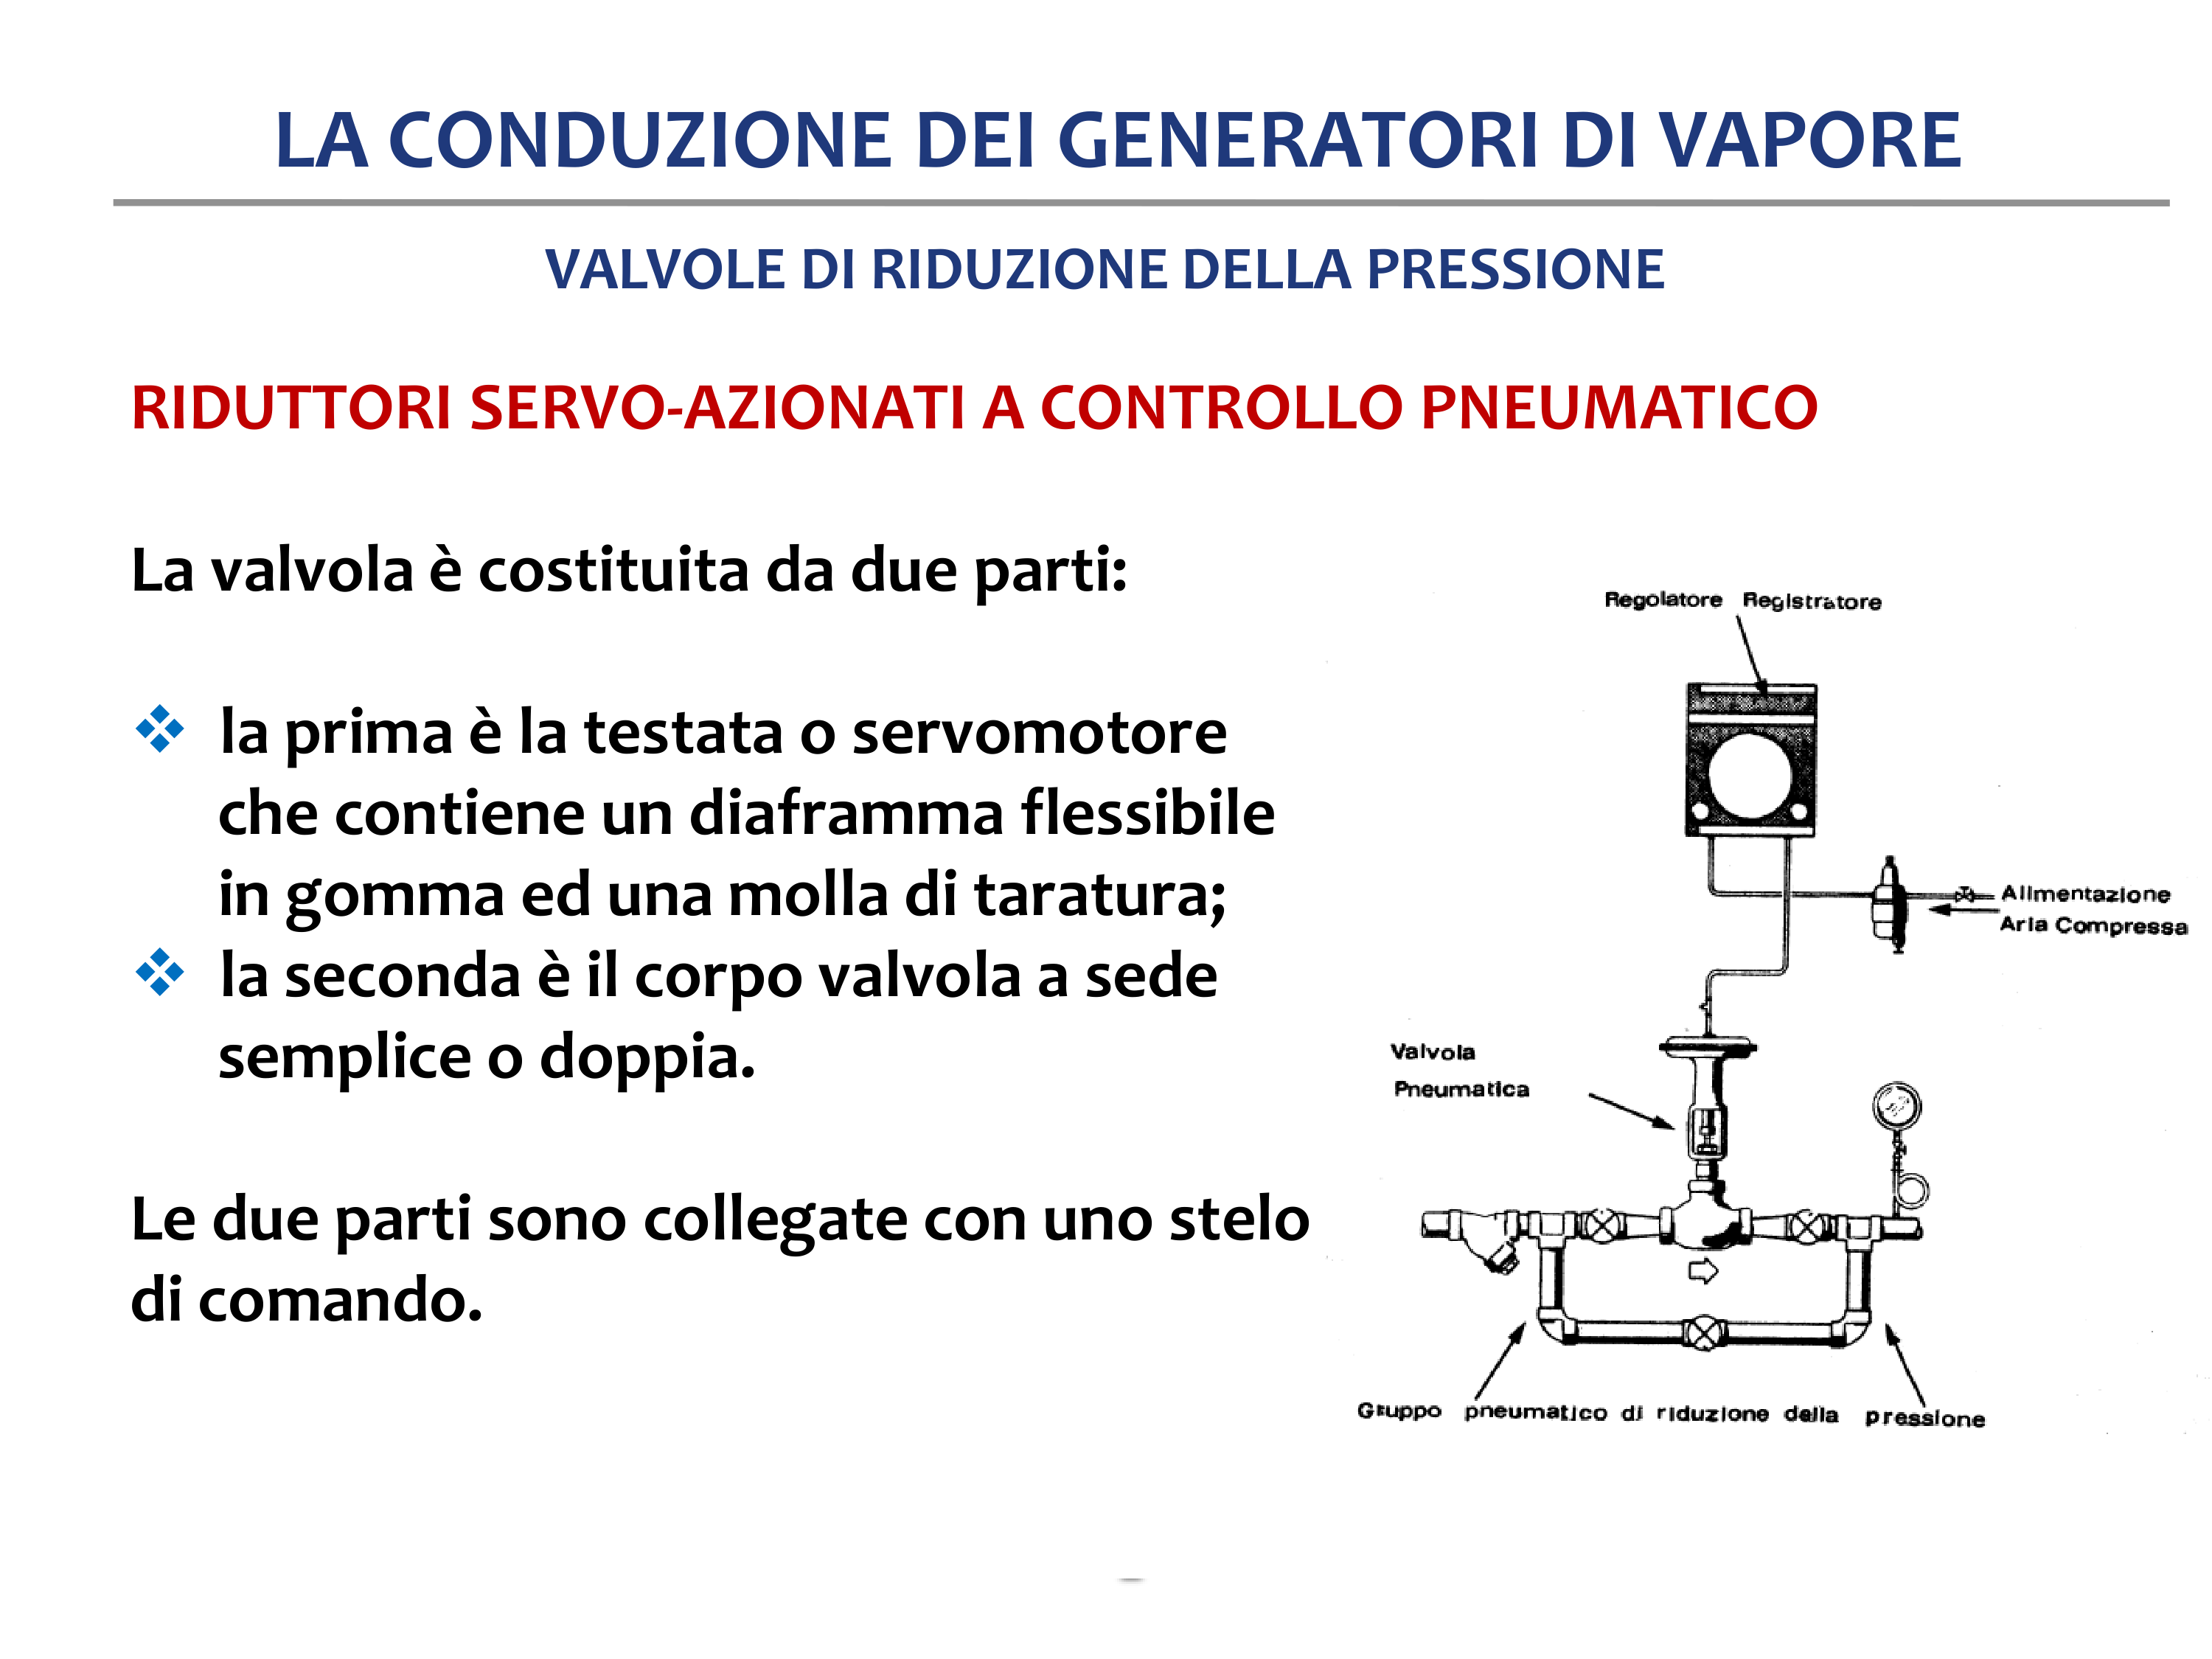 LA CONDUZIONE DEI GENERATORI DI VAPORE
VALVOLE DI RIDUZIONE DELLA PRESSIONE
RIDUTTORI SERVO-AZIONATI A CONTROLLO PNEUMATICO
La valvola è costituita da due parti:
❖ la prima è la testata o servomotore
che contiene un diaframma flessibile
in gomma ed una molla di taratura;
❖ la seconda è il corpo valvola a sede
semplice o doppia.
Le due parti sono collegate con uno stelo
di comando.
Regolatore Registratore
Alimentazione
Aria Compressa
Valvola
Pneumatica
Gruppo pneumatico di riduzione della pressione